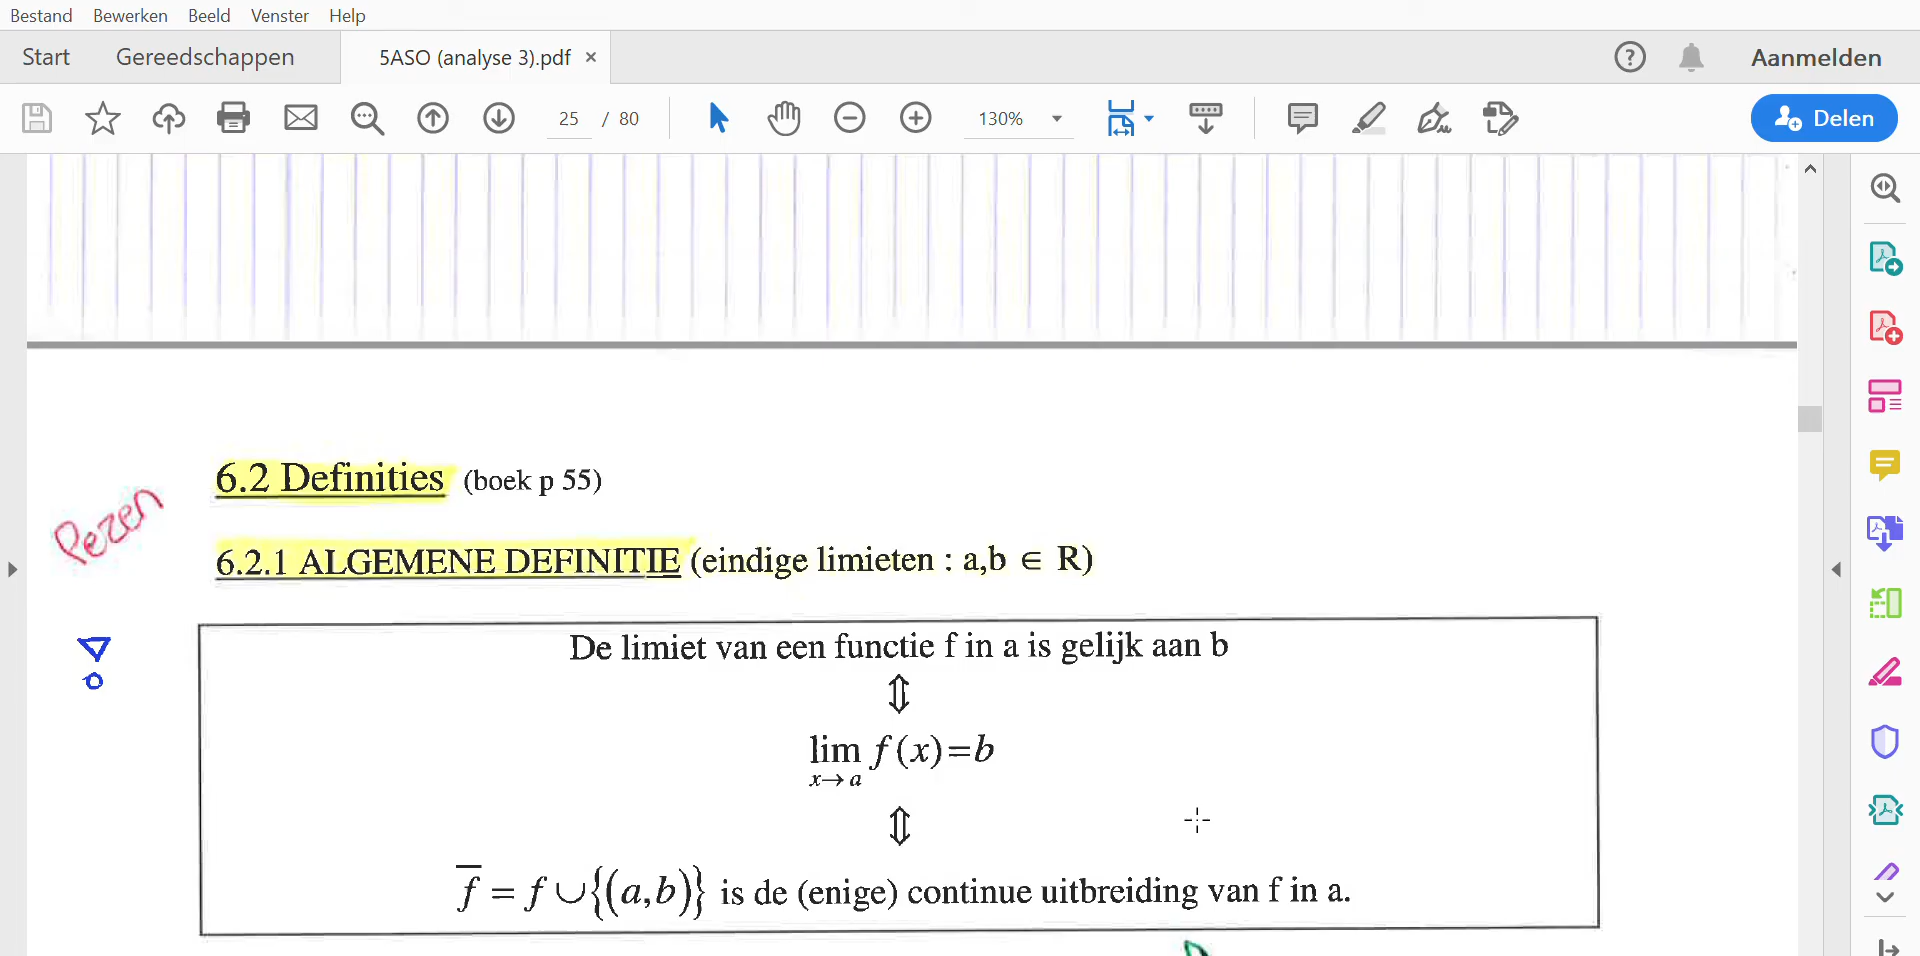 Bestand Bewerken Beeld Venster Help
Start Gereedschappen 5ASO (analyse 3).pdf × Aanmelden
25 / 80 130% Delen
6.2 Definities (boek p 55)
6.2.1 ALGEMENE DEFINITIE (eindige limieten : a,b ∈ R)
De limiet van een functie f in a is gelijk aan b
⇕
lim f(x)=b
x→a
⇕
f̅ = f ∪{(a,b)} is de (enige) continue uitbreiding van f in a.